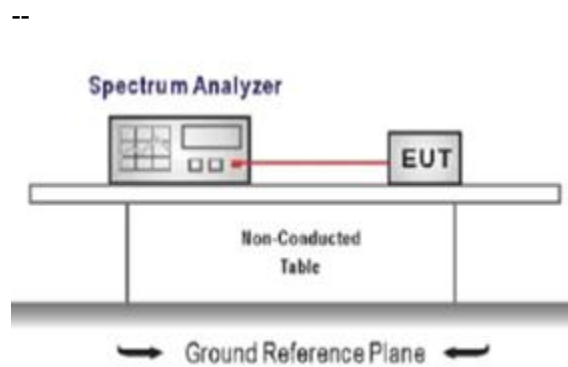 --
Spectrum Analyzer
EUT
Non-Conducted
Table
Ground Reference Plane